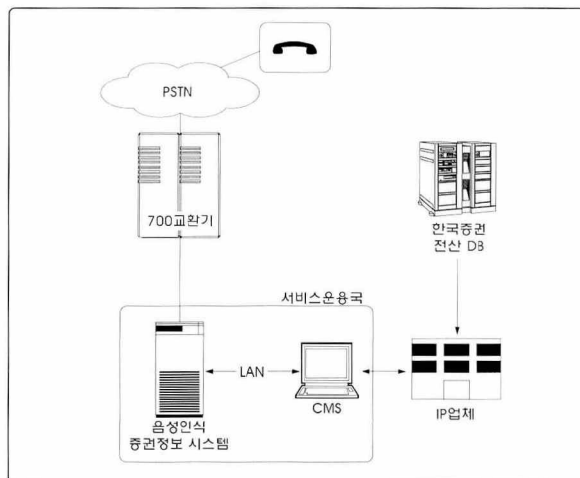 PSTN
700교환기
한국증권
전산 DB
서비스운용국
LAN
CMS
음성인식
증권정보 시스템
IP업체